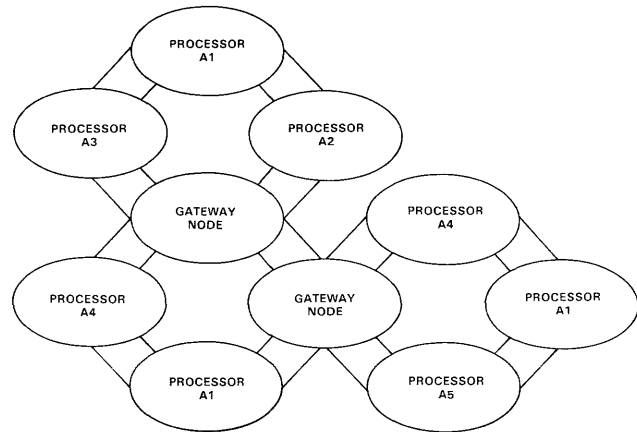 PROCESSOR
A1
PROCESSOR
A3
PROCESSOR
A2
GATEWAY
NODE
PROCESSOR
A4
PROCESSOR
A4
GATEWAY
NODE
PROCESSOR
A1
PROCESSOR
A1
PROCESSOR
A5